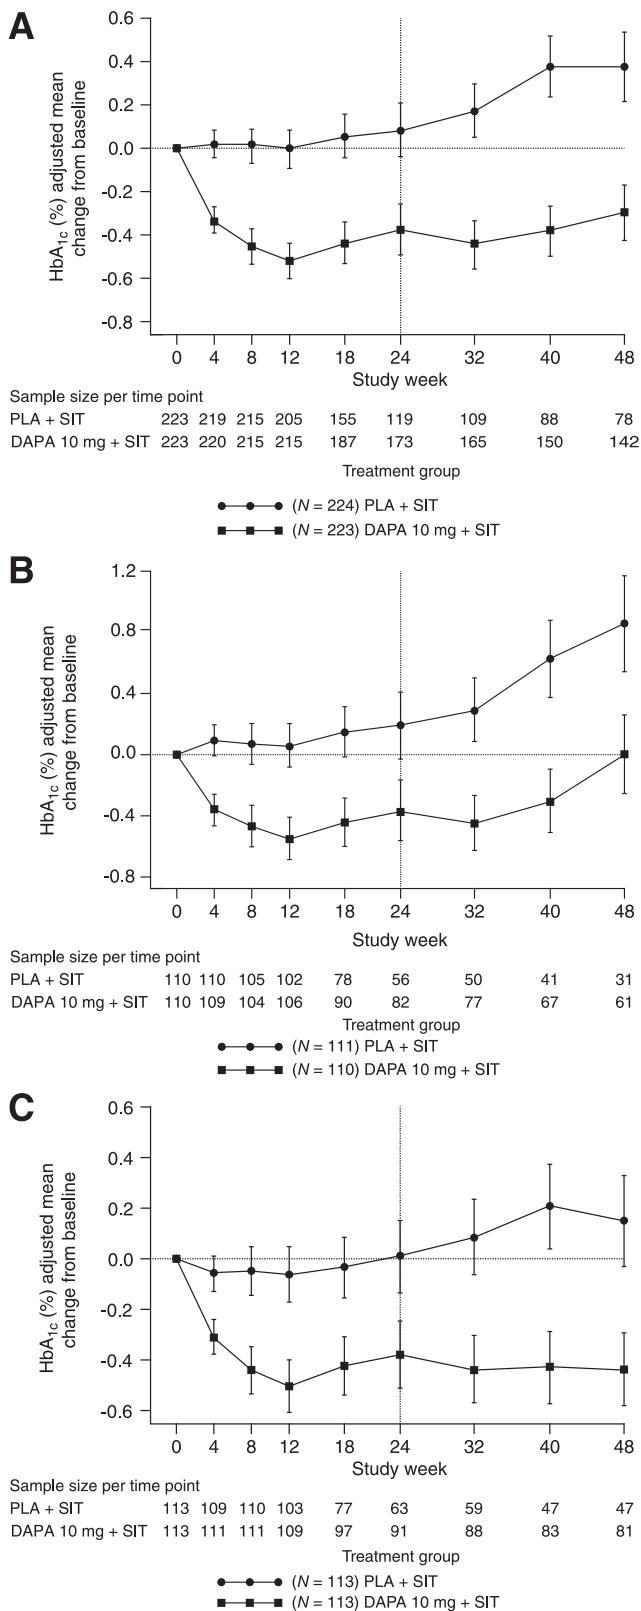 A
HbA1c (%) adjusted mean
change from baseline
0.6
0.4
0.2
0.0
-0.2
-0.4
-0.6
-0.8
0 4 8 12 18 24 32 40 48
Study week
Sample size per time point
PLA + SIT 223 219 215 205 155 119 109 88 78
DAPA 10 mg + SIT 223 220 215 215 187 173 165 150 142
Treatment group
(N = 224) PLA + SIT
(N = 223) DAPA 10 mg + SIT
B
HbA1c (%) adjusted mean
change from baseline
1.2
0.8
0.4
0.0
-0.4
-0.8
0 4 8 12 18 24 32 40 48
Study week
Sample size per time point
PLA + SIT 110 110 105 102 78 56 50 41 31
DAPA 10 mg + SIT 110 109 104 106 90 82 77 67 61
Treatment group
(N = 111) PLA + SIT
(N = 110) DAPA 10 mg + SIT
C
HbA1c (%) adjusted mean
change from baseline
0.6
0.4
0.2
0.0
-0.2
-0.4
-0.6
0 4 8 12 18 24 32 40 48
Study week
Sample size per time point
PLA + SIT 113 109 110 103 77 63 59 47 47
DAPA 10 mg + SIT 113 111 111 109 97 91 88 83 81
Treatment group
(N = 113) PLA + SIT
(N = 113) DAPA 10 mg + SIT